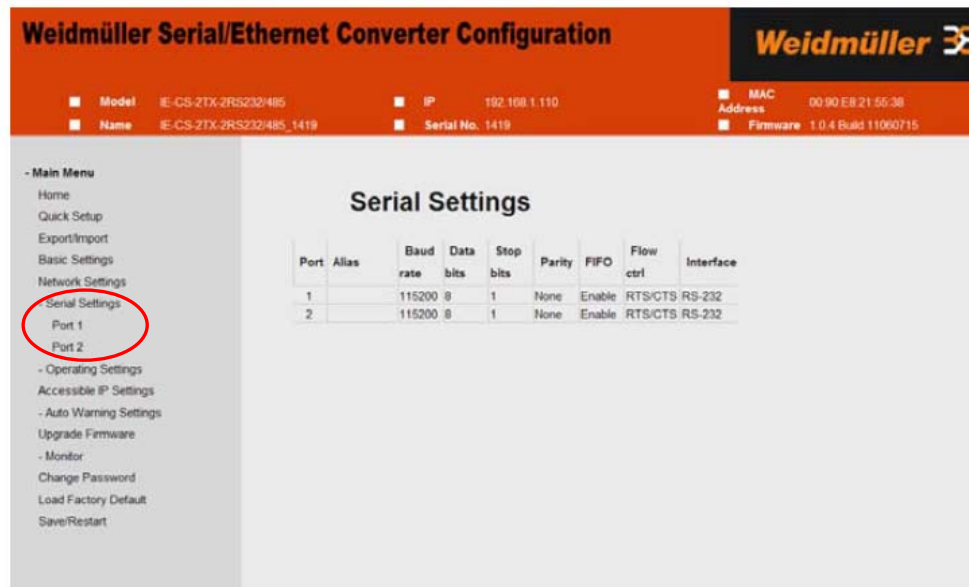 Weidmüller Serial/Ethernet Converter Configuration
Weidmüller
Model IE-CS-2TX-2RS232/485
IP 192.168.1.110
MAC Address 00:90:E8:21:55:38
Name IE-CS-2TX-2RS232/485_1419
Serial No. 1419
Firmware 1.0.4 Build 11060715
- Main Menu
Home
Quick Setup
Export/Import
Basic Settings
Network Settings
- Serial Settings
Port 1
Port 2
- Operating Settings
Accessible IP Settings
- Auto Warning Settings
Upgrade Firmware
- Monitor
Change Password
Load Factory Default
Save/Restart
Serial Settings
Port Alias Baud rate Data bits Stop bits Parity FIFO Flow ctrl Interface
1 115200 8 1 None Enable RTS/CTS RS-232
2 115200 8 1 None Enable RTS/CTS RS-232